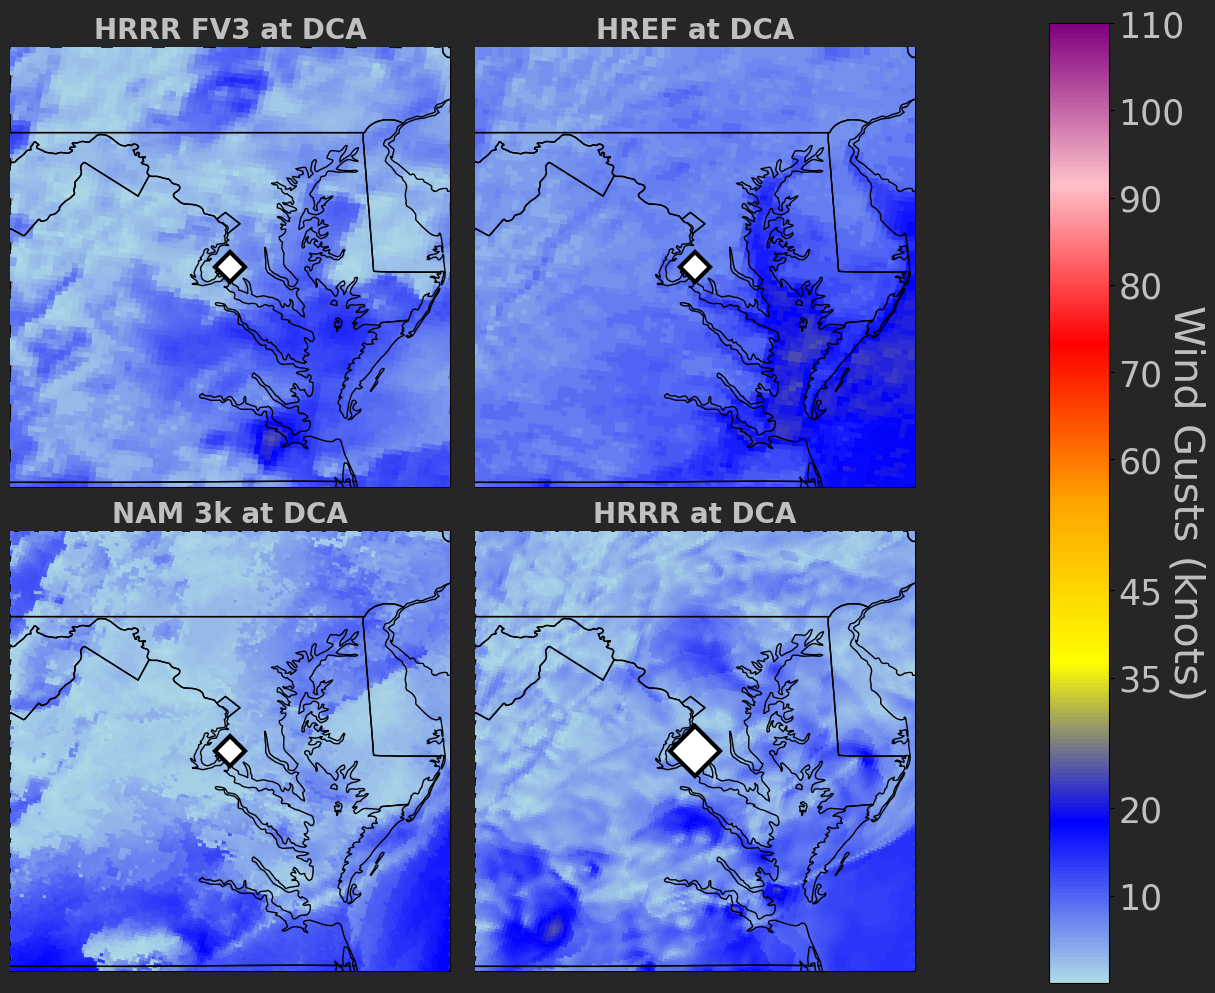 HRRR FV3 at DCA
HREF at DCA
NAM 3k at DCA
HRRR at DCA
110
100
90
80
70
60
45
35
20
10
Wind Gusts (knots)